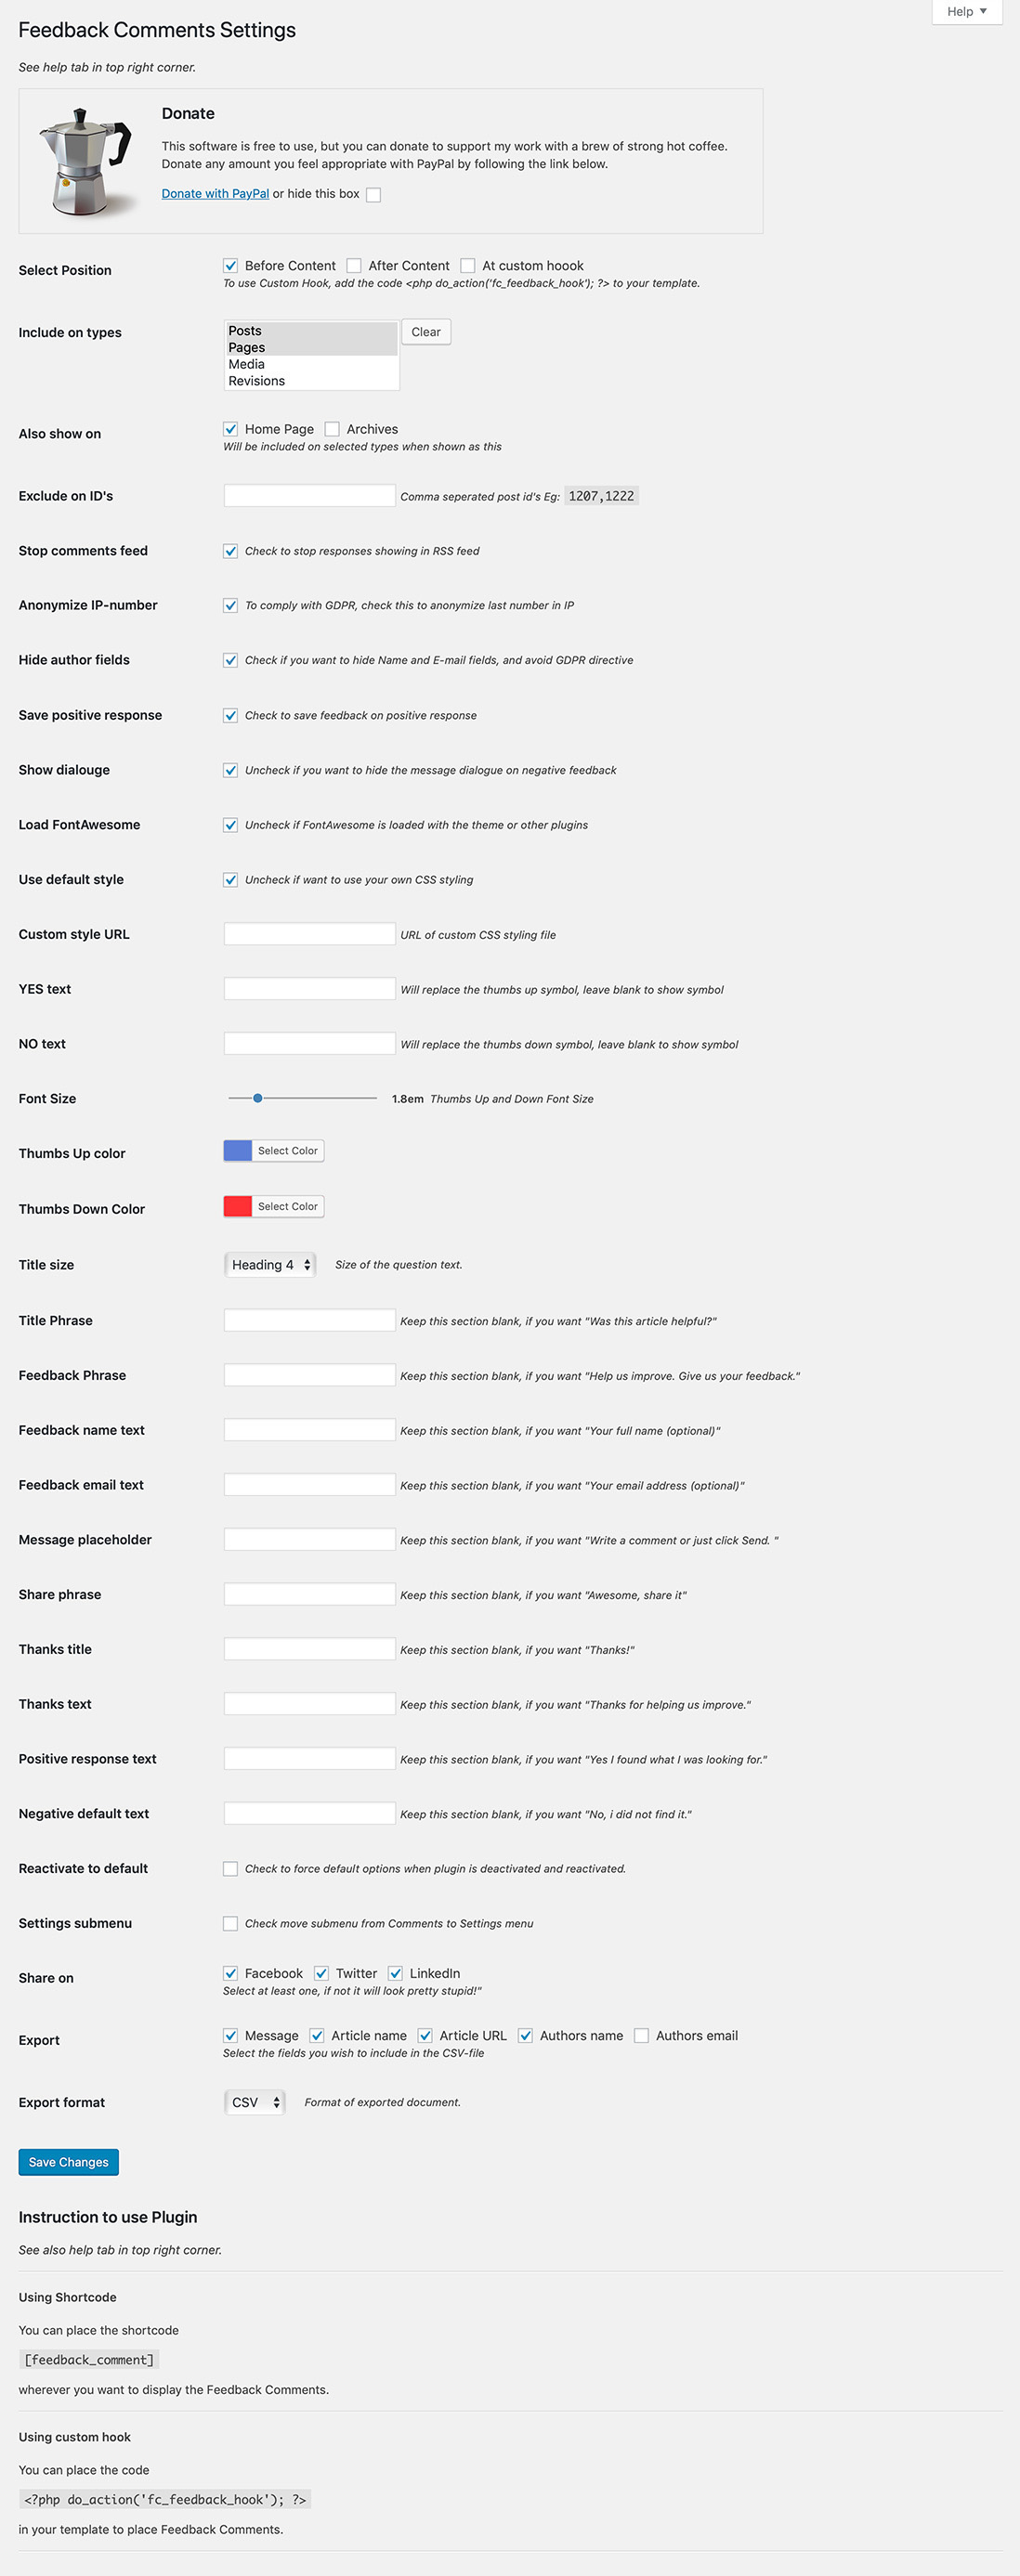 Help ▼
Feedback Comments Settings
See help tab in top right corner.
Donate
This software is free to use, but you can donate to support my work with a brew of strong hot coffee.
Donate any amount you feel appropriate with PayPal by following the link below.
Donate with PayPal or hide this box
Select Position
Before Content After Content At custom hoook
To use Custom Hook, add the code <php do_action('fc_feedback_hook'); ?> to your template.
Include on types
Posts
Pages
Media
Revisions
Clear
Also show on
Home Page Archives
Will be included on selected types when shown as this
Exclude on ID's
Comma seperated post id's Eg: 1207,1222
Stop comments feed
Check to stop responses showing in RSS feed
Anonymize IP-number
To comply with GDPR, check this to anonymize last number in IP
Hide author fields
Check if you want to hide Name and E-mail fields, and avoid GDPR directive
Save positive response
Check to save feedback on positive response
Show dialouge
Uncheck if you want to hide the message dialogue on negative feedback
Load FontAwesome
Uncheck if FontAwesome is loaded with the theme or other plugins
Use default style
Uncheck if want to use your own CSS styling
Custom style URL
URL of custom CSS styling file
YES text
Will replace the thumbs up symbol, leave blank to show symbol
NO text
Will replace the thumbs down symbol, leave blank to show symbol
Font Size
1.8em Thumbs Up and Down Font Size
Thumbs Up color
Select Color
Thumbs Down Color
Select Color
Title size
Heading 4
Size of the question text.
Title Phrase
Keep this section blank, if you want "Was this article helpful?"
Feedback Phrase
Keep this section blank, if you want "Help us improve. Give us your feedback."
Feedback name text
Keep this section blank, if you want "Your full name (optional)"
Feedback email text
Keep this section blank, if you want "Your email address (optional)"
Message placeholder
Keep this section blank, if you want "Write a comment or just click Send. "
Share phrase
Keep this section blank, if you want "Awesome, share it"
Thanks title
Keep this section blank, if you want "Thanks!"
Thanks text
Keep this section blank, if you want "Thanks for helping us improve."
Positive response text
Keep this section blank, if you want "Yes I found what I was looking for."
Negative default text
Keep this section blank, if you want "No, i did not find it."
Reactivate to default
Check to force default options when plugin is deactivated and reactivated.
Settings submenu
Check move submenu from Comments to Settings menu
Share on
Facebook Twitter LinkedIn
Select at least one, if not it will look pretty stupid!"
Export
Message Article name Article URL Authors name Authors email
Select the fields you wish to include in the CSV-file
Export format
CSV
Format of exported document.
Save Changes
Instruction to use Plugin
See also help tab in top right corner.
Using Shortcode
You can place the shortcode
[feedback_comment]
wherever you want to display the Feedback Comments.
Using custom hook
You can place the code
<?php do_action('fc_feedback_hook'); ?>
in your template to place Feedback Comments.